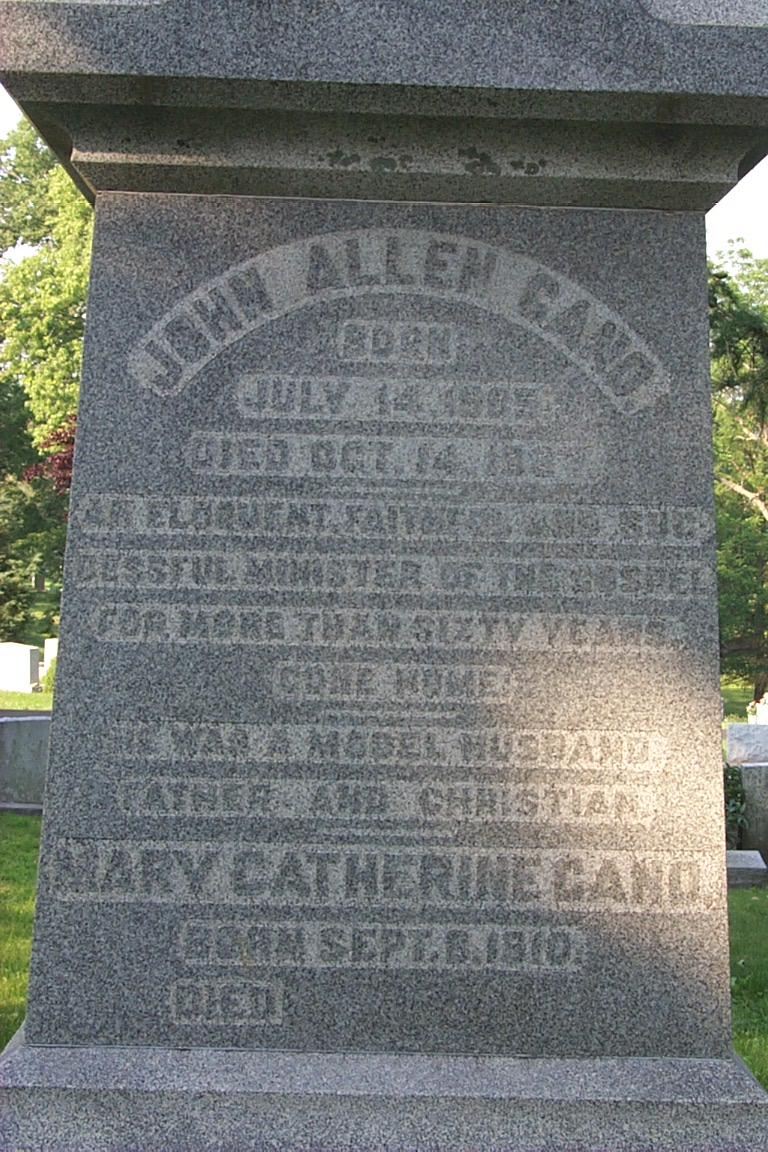 JOHN ALLEN GANO
BORN
JULY 14, 1805
DIED OCT. 14
AN ELOQUENT, FAITHFUL AND SUC
CESSFUL MINISTER OF THE GOSPEL
FOR MORE THAN SIXTY YEARS.
GONE HOME.
HE WAS A MODEL HUSBAND,
FATHER AND CHRISTIAN.
MARY CATHERINE GANO,
BORN SEPT. 6, 1810.
DIED